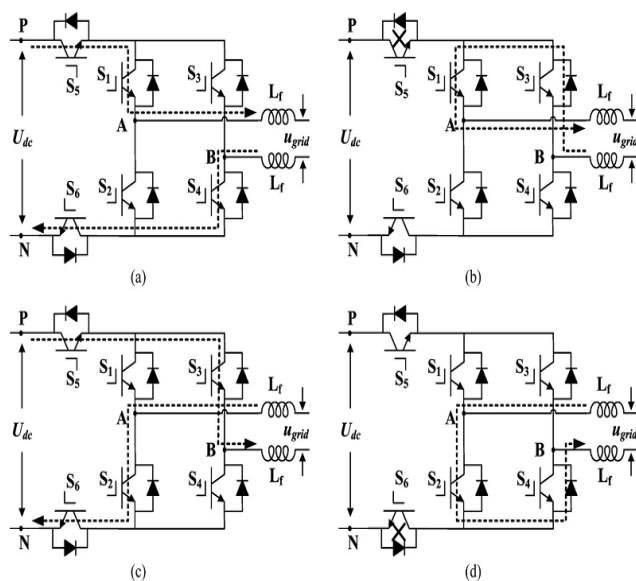 P
S5
S1
S3
Lf
A
Udc
ugrid
B
S6
S2
S4
Lf
N
(a)
P
S5
S1
S3
Lf
A
Udc
ugrid
B
S6
S2
S4
Lf
N
(b)
P
S5
S1
S3
Lf
A
Udc
ugrid
B
S6
S2
S4
Lf
N
(c)
P
S5
S1
S3
Lf
A
Udc
ugrid
B
S6
S2
S4
Lf
N
(d)